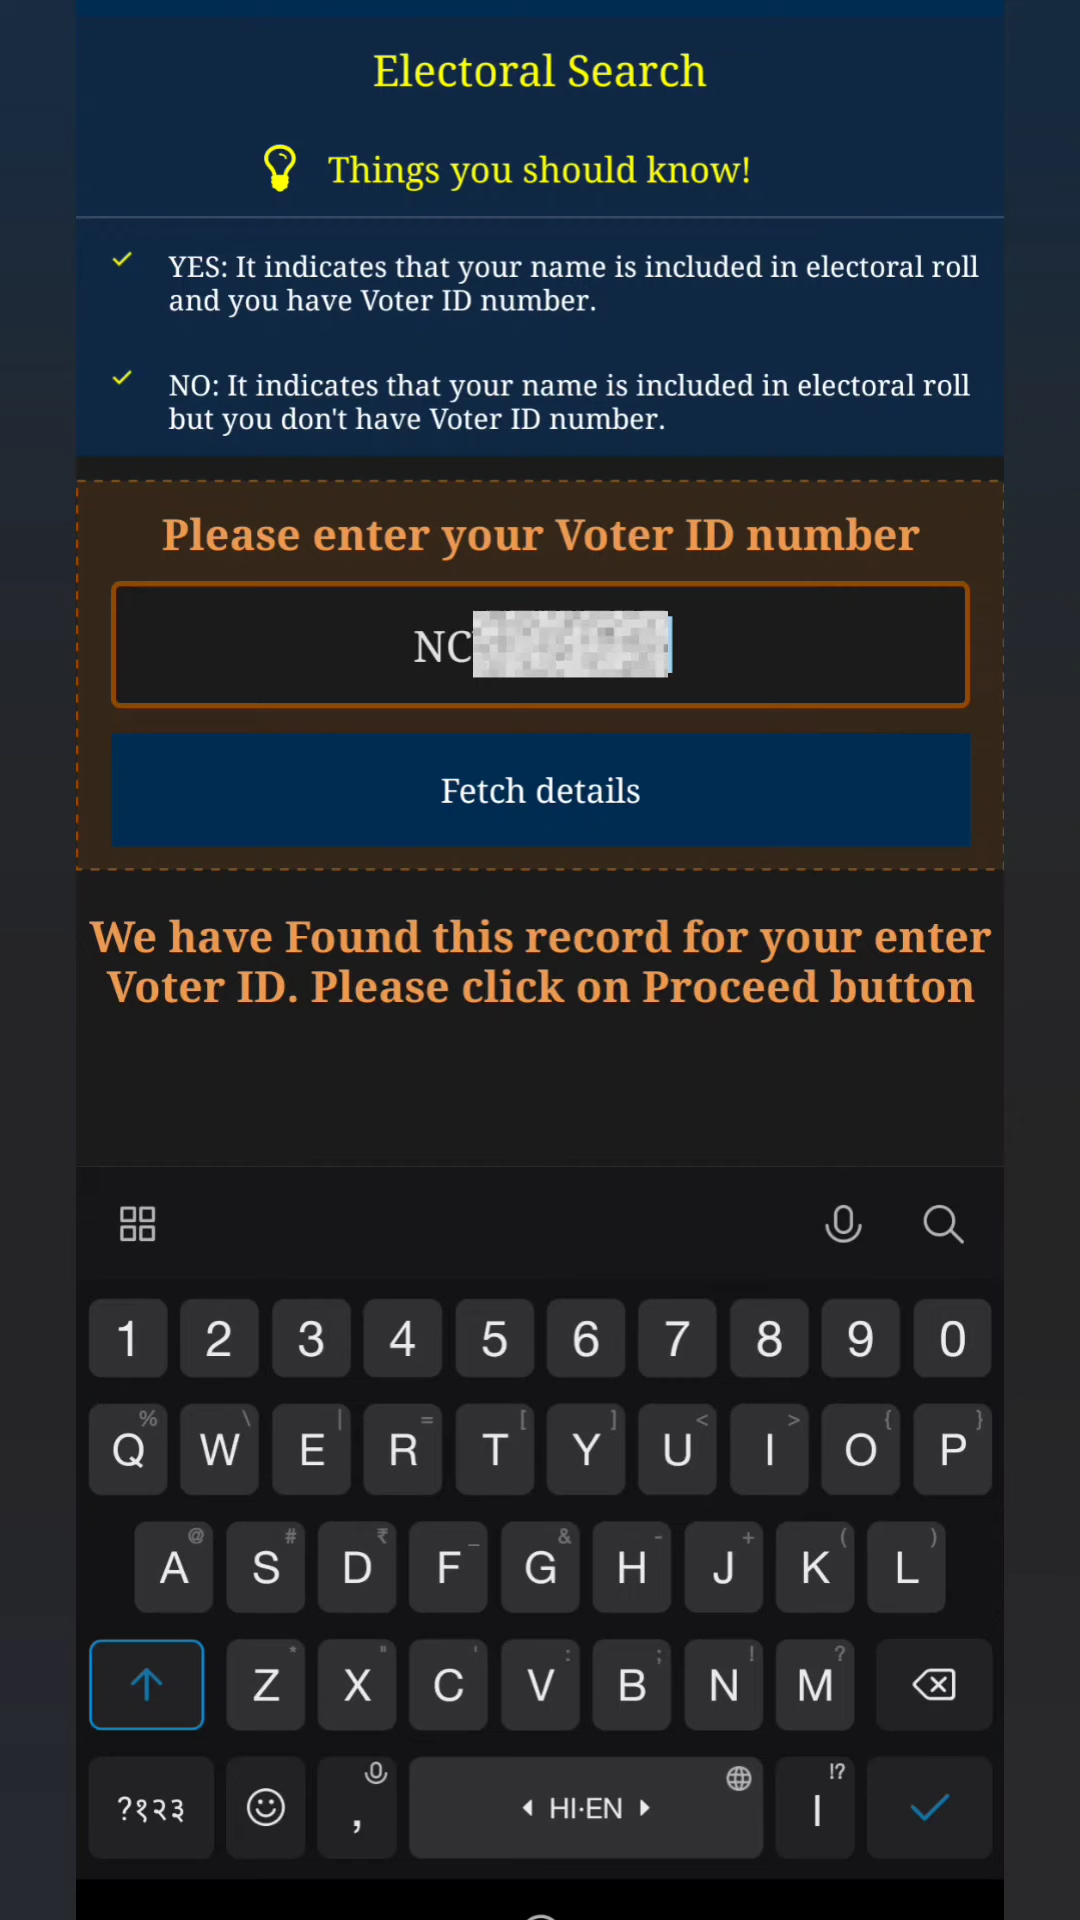 Electoral Search
Things you should know!
YES: It indicates that your name is included in electoral roll
and you have Voter ID number.
NO: It indicates that your name is included in electoral roll
but you don't have Voter ID number.
Please enter your Voter ID number
NC
Fetch details
We have Found this record for your enter
Voter ID. Please click on Proceed button
1 2 3 4 5 6 7 8 9 0
% \ | = [ ] < > { }
Q W E R T Y U I O P
@ # ₹ _ & - + ( )
A S D F G H J K L
* " ' : ; ! ?
Z X C V B N M
!?
?१२३ , HI·EN |